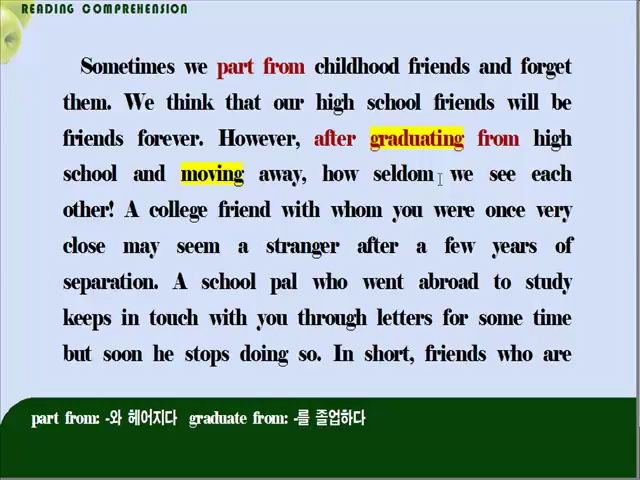 READING COMPREHENSION
Sometimes we part from childhood friends and forget
them. We think that our high school friends will be
friends forever. However, after graduating from high
school and moving away, how seldom we see each
other! A college friend with whom you were once very
close may seem a stranger after a few years of
separation. A school pal who went abroad to study
keeps in touch with you through letters for some time
but soon he stops doing so. In short, friends who are
part from: -와 헤어지다 graduate from: -를 졸업하다